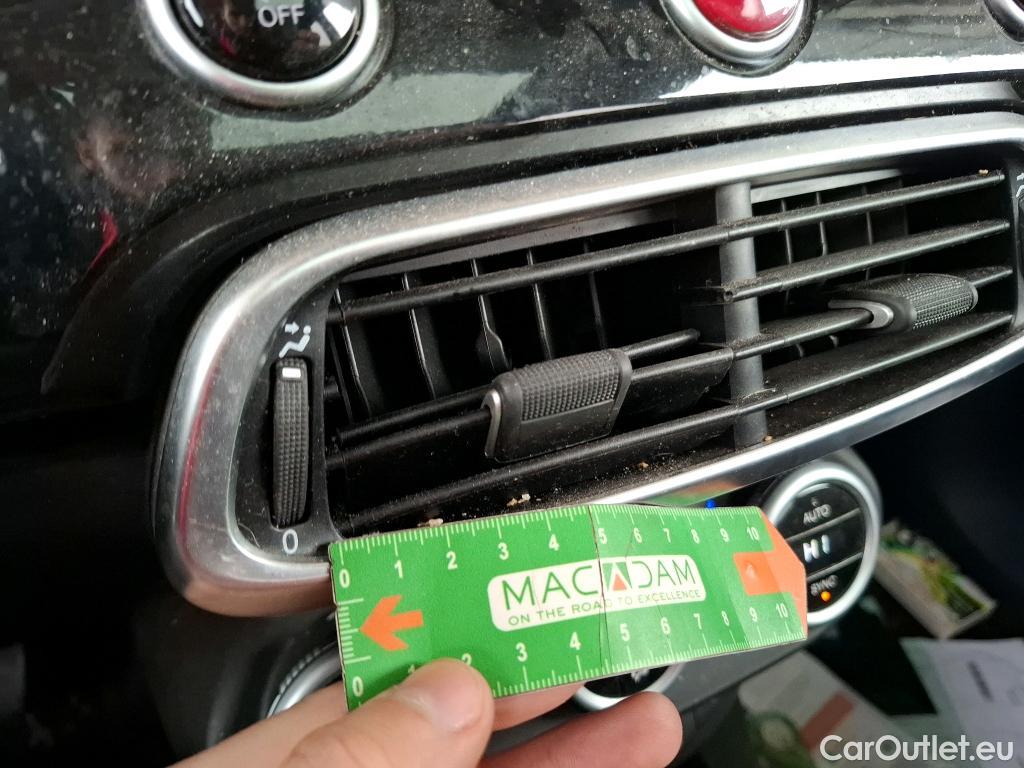 OFF
0
AUTO
HI
SYNC
0 1 2 3 4 5 6 7 8 9 10
MACADAM
ON THE ROAD TO EXCELLENCE
0 1 2 3 4 5 6 7 8 9 10
CarOutlet.eu